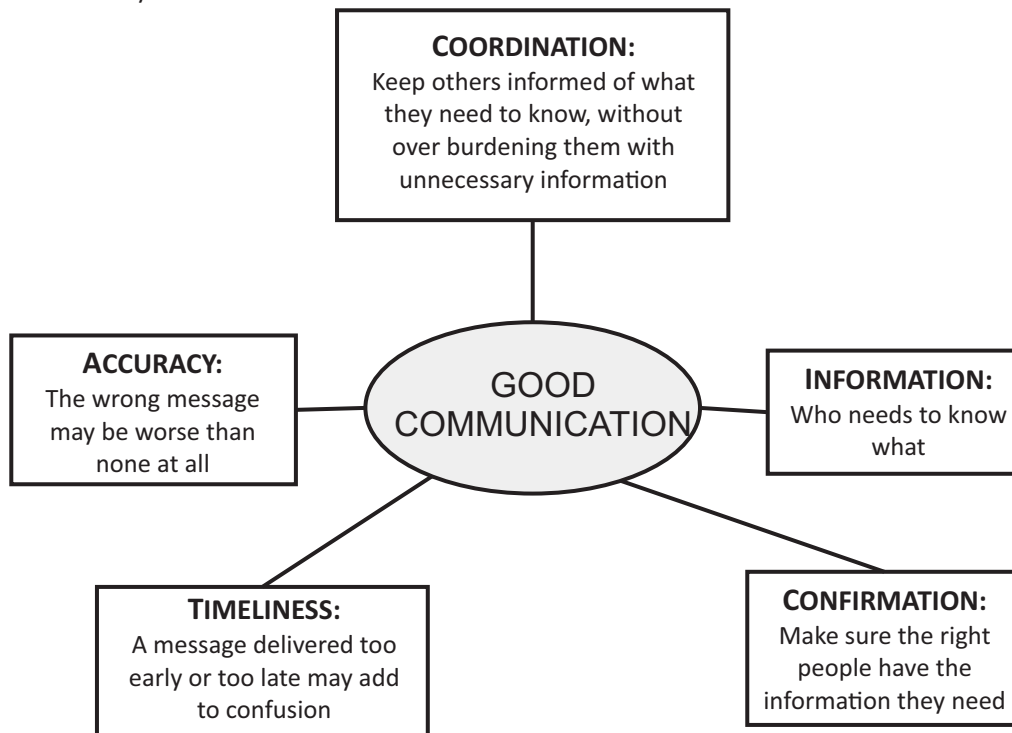 COORDINATION:
Keep others informed of what
they need to know, without
over burdening them with
unnecessary information
ACCURACY:
The wrong message
may be worse than
none at all
GOOD
COMMUNICATION
INFORMATION:
Who needs to know
what
TIMELINESS:
A message delivered too
early or too late may add
to confusion
CONFIRMATION:
Make sure the right
people have the
information they need